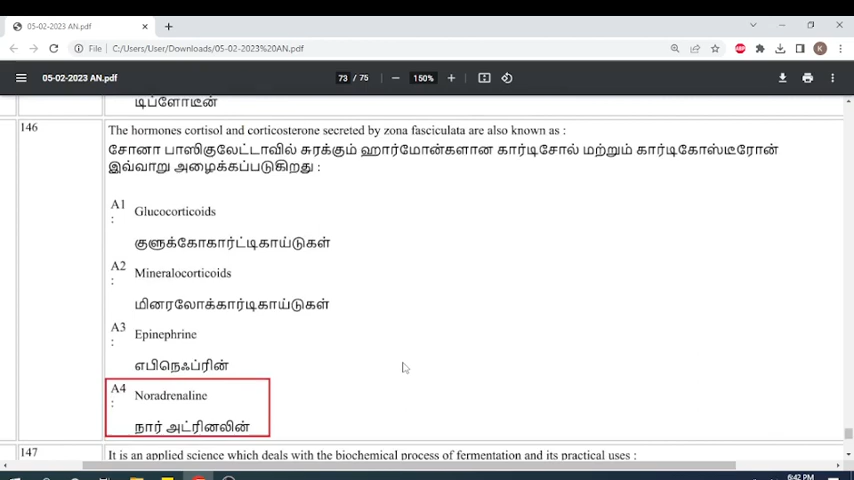 05-02-2023 AN.pdf
File
C:/Users/User/Downloads/05-02-2023%20AN.pdf
ABP
K
05-02-2023 AN.pdf
73 / 75
150%
டிப்ளோடீன்
146
The hormones cortisol and corticosterone secreted by zona fasciculata are also known as :
சோனா பாஸிகுலேட்டாவில் சுரக்கும் ஹார்மோன்களான கார்டிசோல் மற்றும் கார்டிகோஸ்டீரோன்
இவ்வாறு அழைக்கப்படுகிறது :
A1
:
Glucocorticoids
குளுக்கோகார்ட்டிகாய்டுகள்
A2
:
Mineralocorticoids
மினரலோக்கார்டிகாய்டுகள்
A3
:
Epinephrine
எபிநெஃப்ரின்
A4
:
Noradrenaline
நார் அட்ரினலின்
147
It is an applied science which deals with the biochemical process of fermentation and its practical uses :
6:42 PM